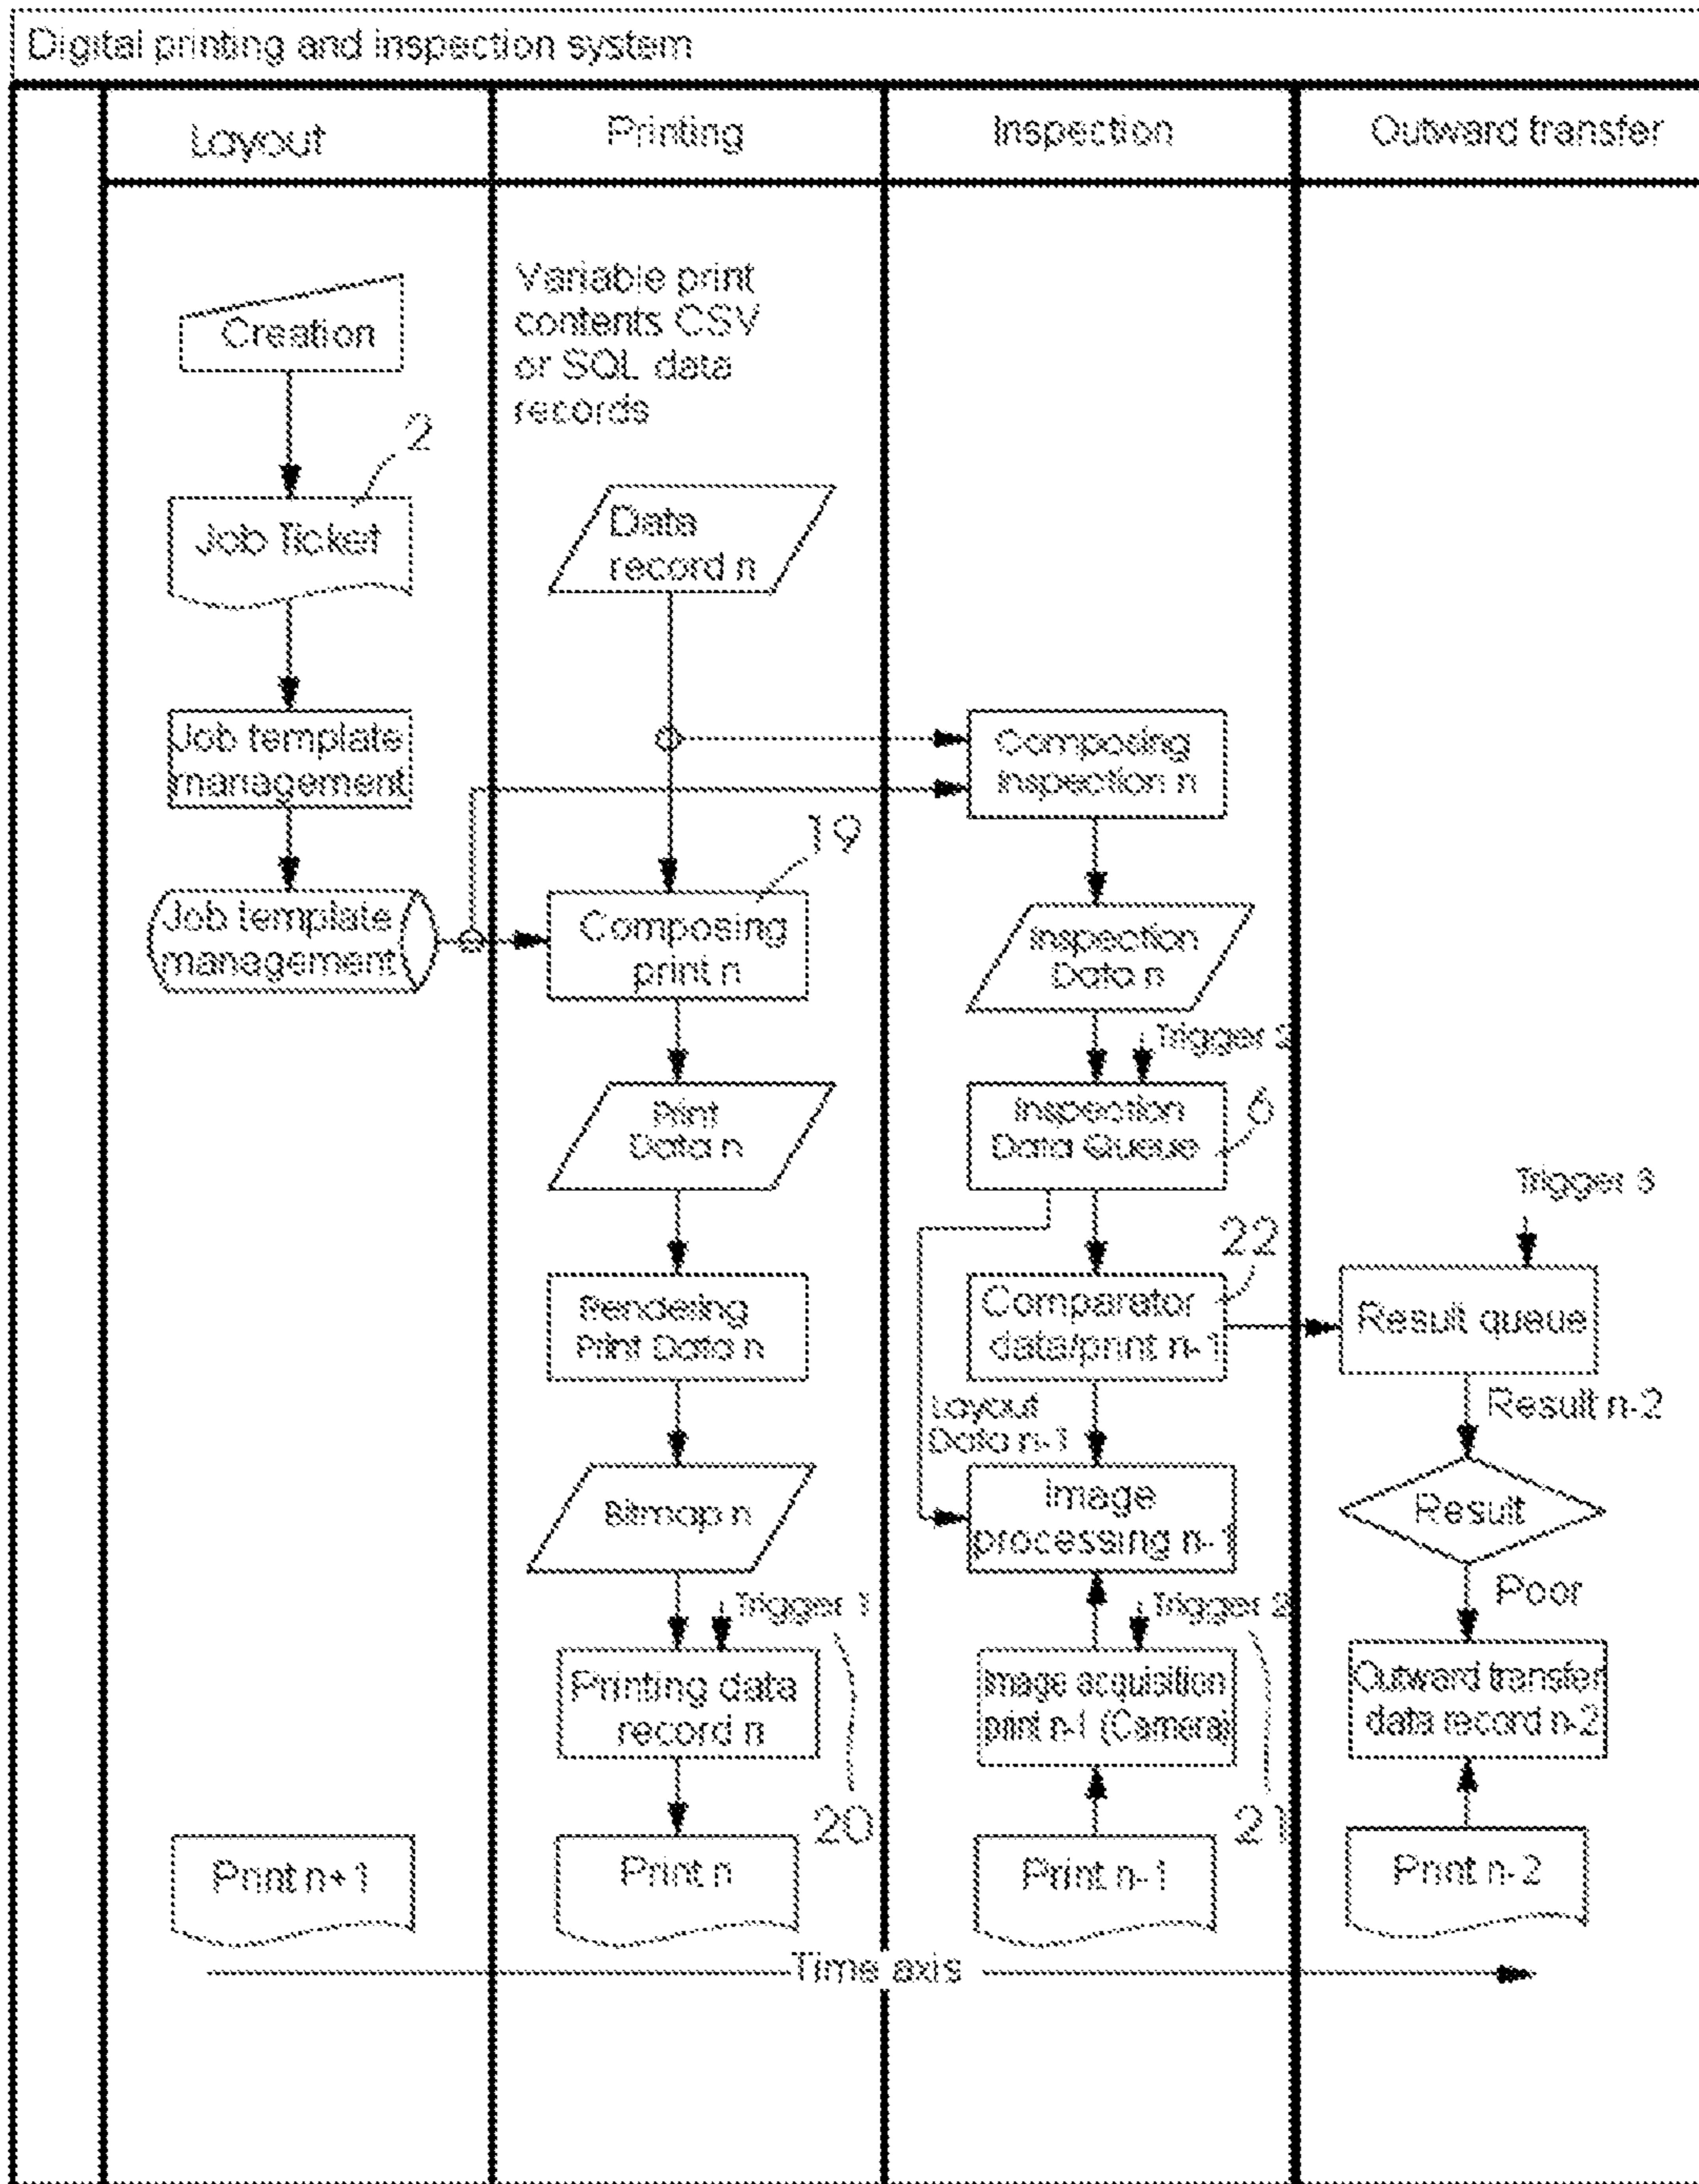 Digital printing and inspection system
Layout
Printing
Inspection
Outward transfer
Creation
2
Job Ticket
Job template
management
Job template
management
Variable print
contents CSV
or SQL data
records
Data
record n
19
Composing
print n
Print
Data n
Rendering
Print Data n
Bitmap n
Trigger 1
Printing data
record n
20
Composing
Inspection n
Inspection
Data n
Trigger 2
Inspection
Data Queue
6
22
Comparator
data/print n-1
Layout
Data n-1
Image
processing n-1
Trigger 2
Image acquisition
print n-1 (Camera)
21
Trigger 3
Result queue
Result n-2
Result
Poor
Outward transfer
data record n-2
Print n+1
Print n
Print n-1
Print n-2
Time axis